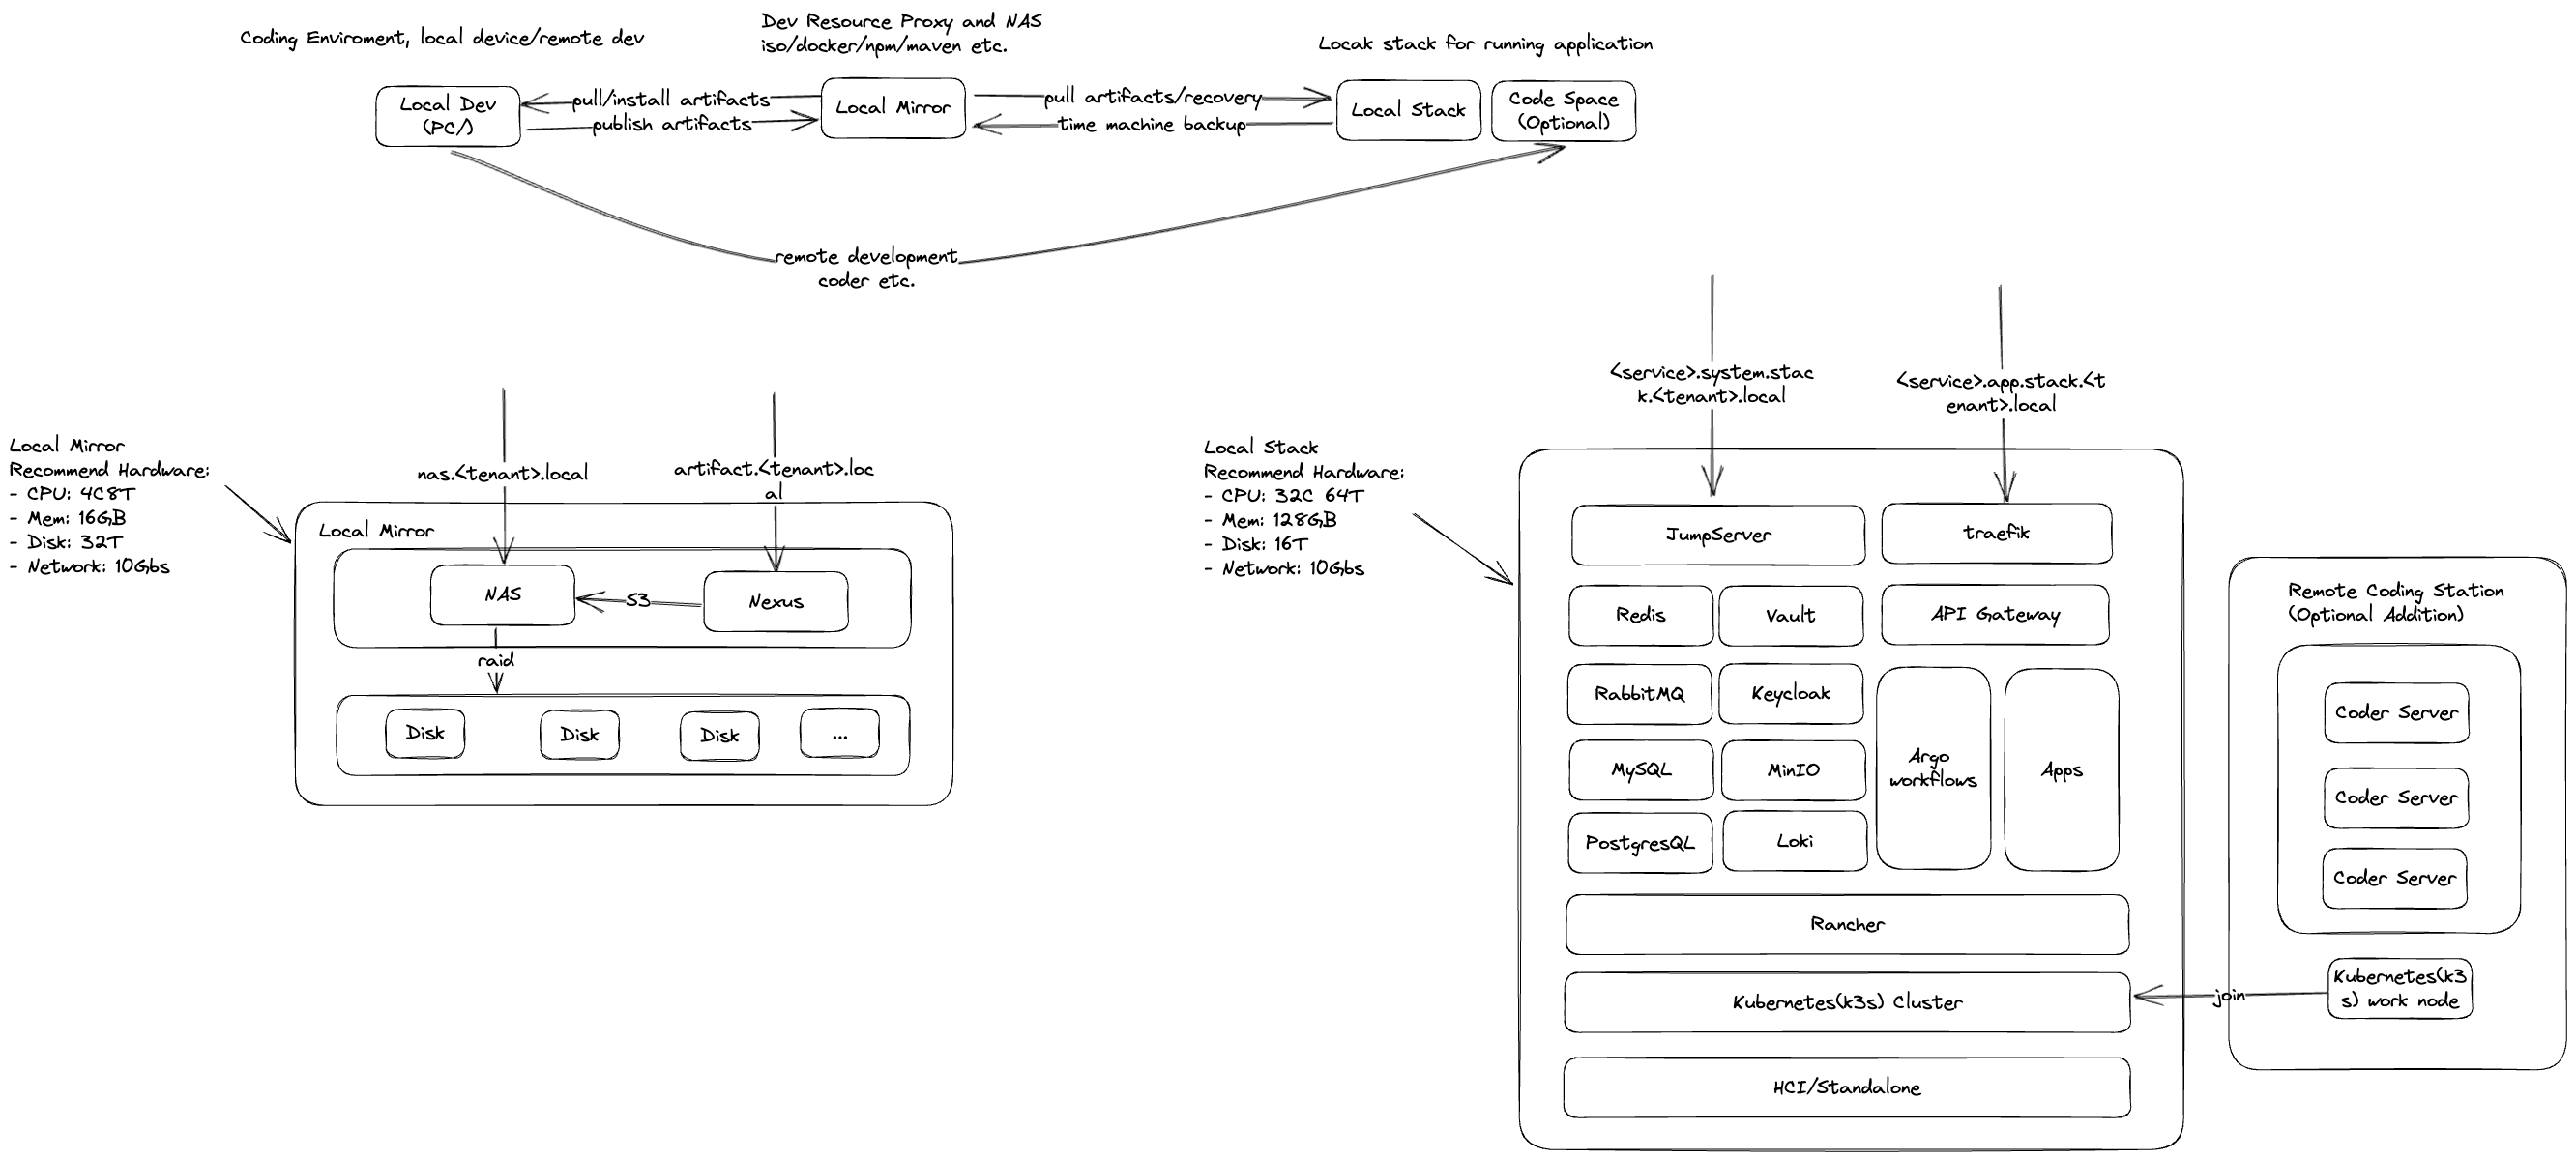 Coding Enviroment, local device/remote dev
Dev Resource Proxy and NAS
iso/docker/npm/maven etc.
Locak stack for running application
Local Dev
(PC/)
pull/install artifacts
publish artifacts
Local Mirror
pull artifacts/recovery
time machine backup
Local Stack
Code Space
(Optional)
remote development
coder etc.
Local Mirror
Recommend Hardware:
- CPU: 4C8T
- Mem: 16GB
- Disk: 32T
- Network: 10Gbs
nas.<tenant>.local
artifact.<tenant>.loc
al
Local Mirror
NAS
S3
Nexus
raid
Disk
Disk
Disk
...
Local Stack
Recommend Hardware:
- CPU: 32C 64T
- Mem: 128GB
- Disk: 16T
- Network: 10Gbs
<service>.system.stac
k.<tenant>.local
<service>.app.stack.<t
enant>.local
JumpServer
traefik
Redis
Vault
API Gateway
RabbitMQ
Keycloak
MySQL
MinIO
Argo
workflows
Apps
PostgresQL
Loki
Rancher
Kubernetes(k3s) Cluster
HCI/Standalone
join
Remote Coding Station
(Optional Addition)
Coder Server
Coder Server
Coder Server
Kubernetes(k3
s) work node